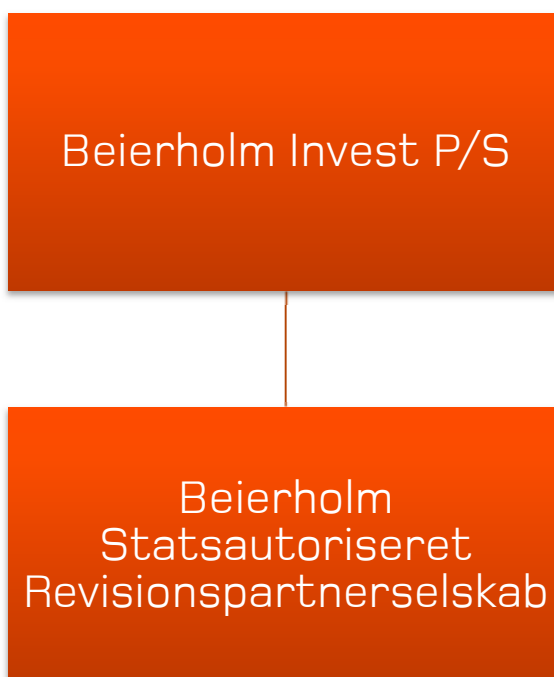 Beierholm Invest P/S
Beierholm
Statsautoriseret
Revisionspartnerselskab